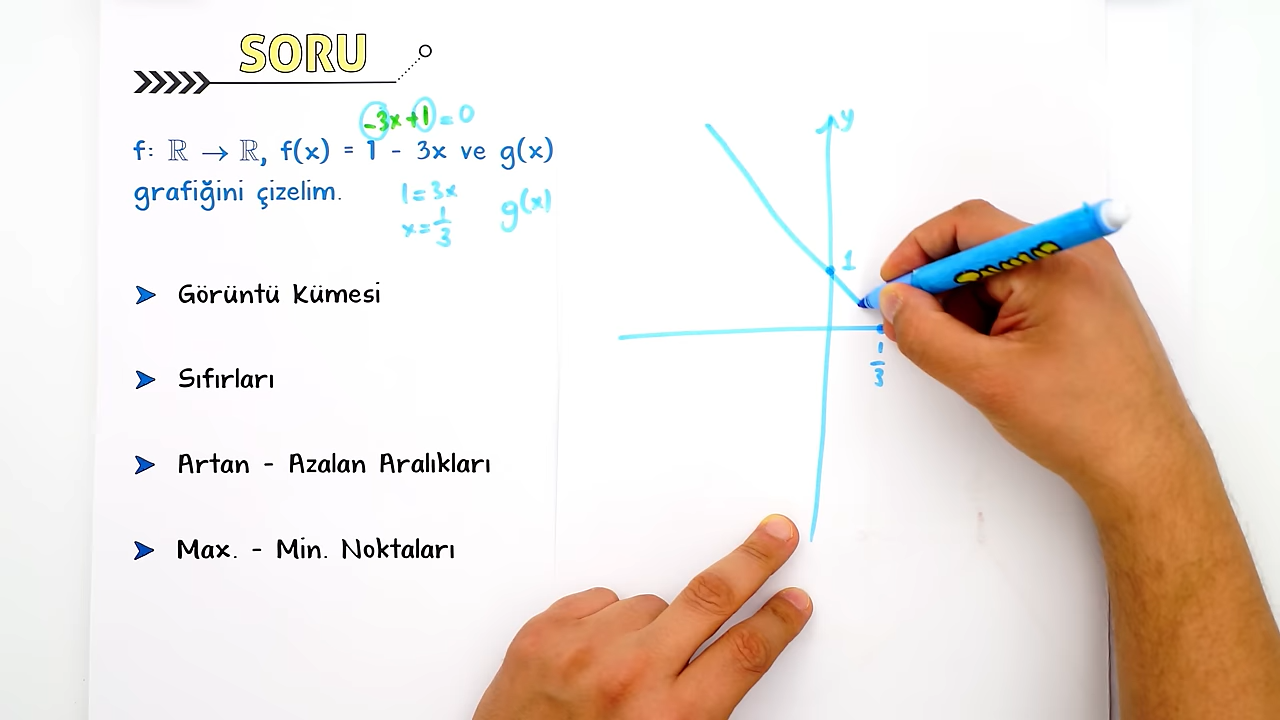 SORU
-3x+1=0
f: ℝ → ℝ, f(x) = 1 - 3x ve g(x)
grafiğini çizelim.
1=3x
x=1/3
g(x)
Görüntü Kümesi
Sıfırları
Artan - Azalan Aralıkları
Max. - Min. Noktaları
y
1
1/3